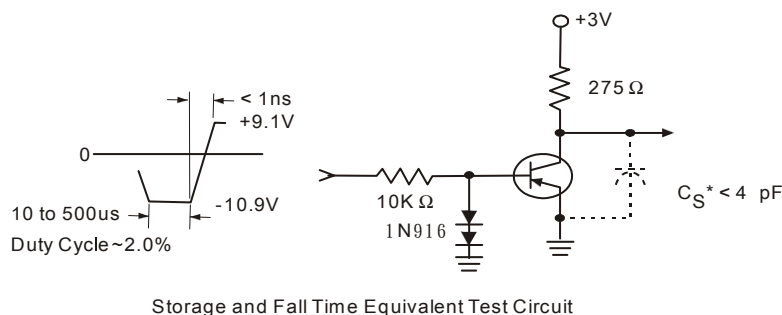 +3V
< 1ns
275 Ω
+9.1V
0
10K Ω
C_S* < 4 pF
-10.9V
10 to 500us
1N916
Duty Cycle~2.0%
Storage and Fall Time Equivalent Test Circuit